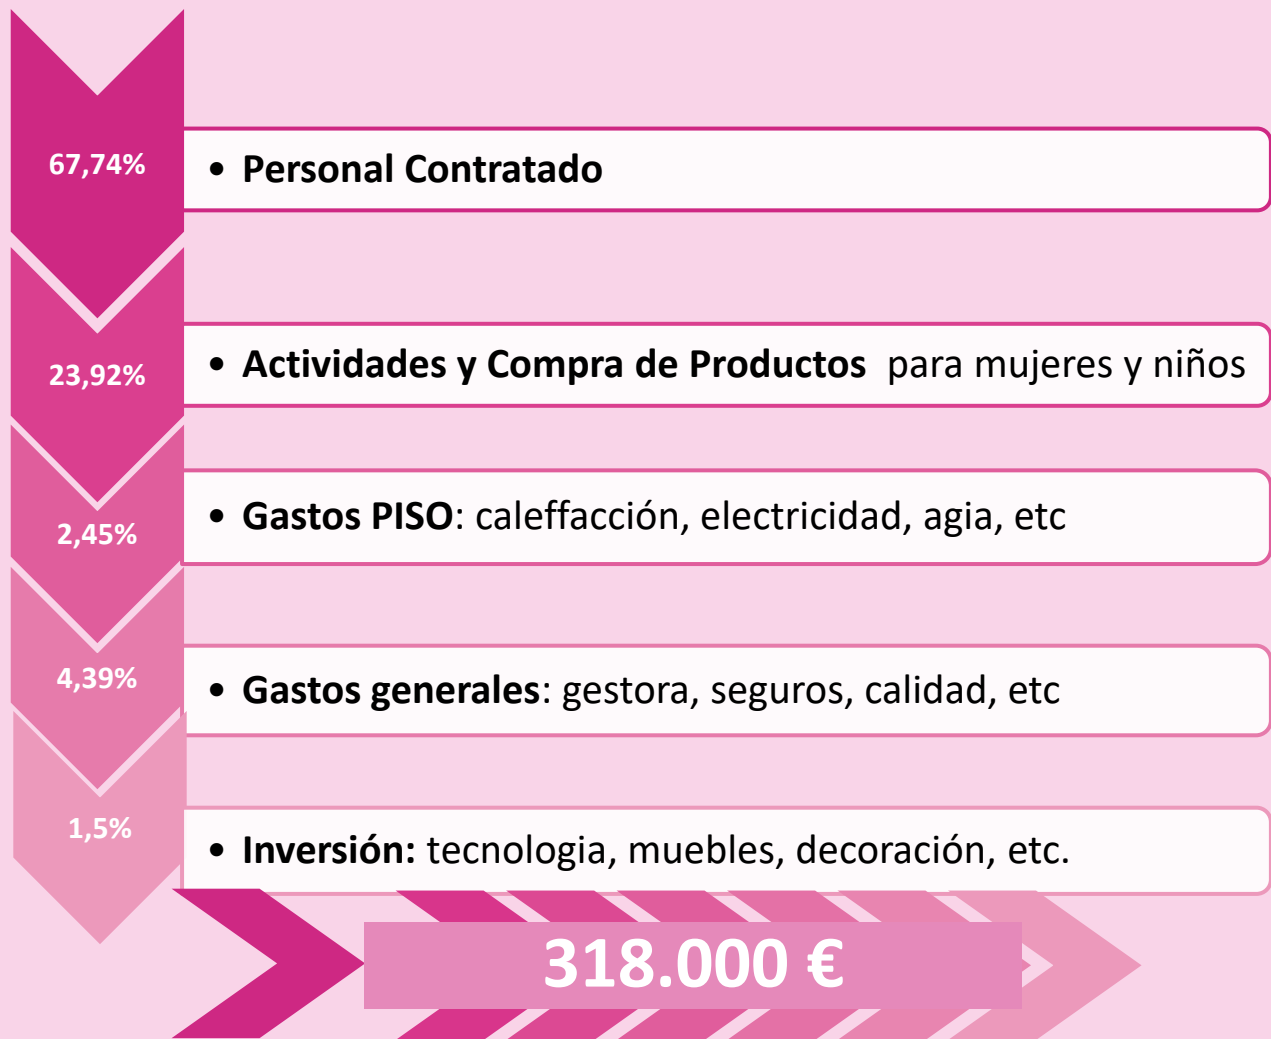 67,74%
• Personal Contratado
23,92%
• Actividades y Compra de Productos para mujeres y niños
2,45%
• Gastos PISO: caleffacción, electricidad, agia, etc
4,39%
• Gastos generales: gestora, seguros, calidad, etc
1,5%
• Inversión: tecnologia, muebles, decoración, etc.
318.000 €